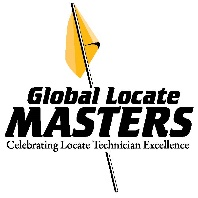 Global Locate
MASTERS
Celebrating Locate Technician Excellence